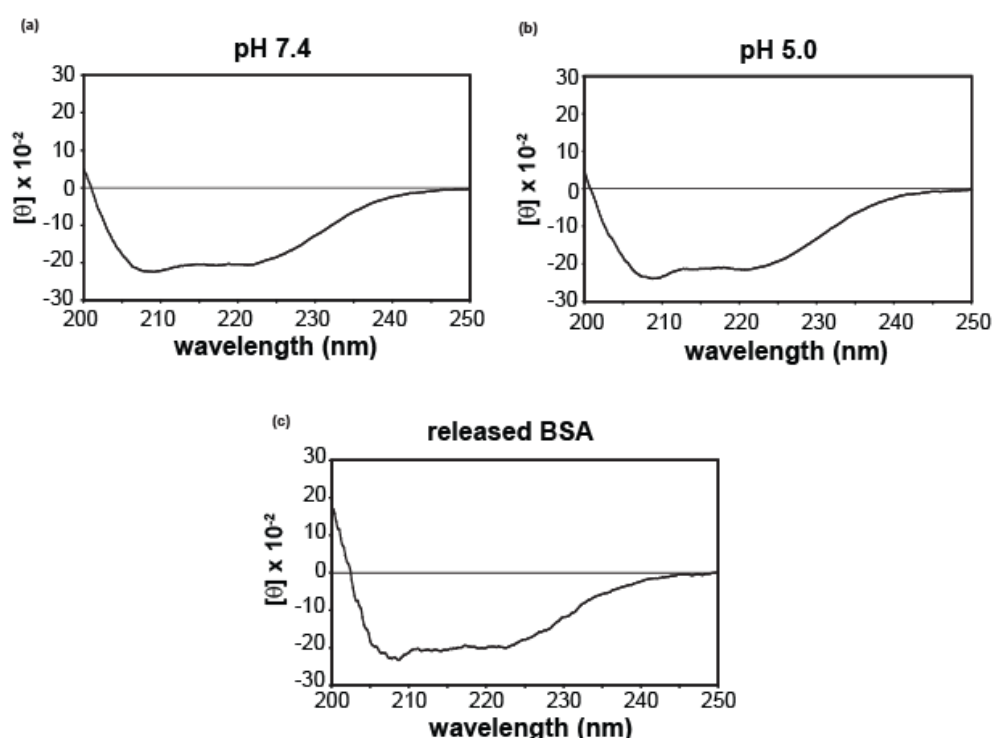 (a)
pH 7.4
30
20
10
0
-10
-20
-30
[θ] x 10⁻²
200 210 220 230 240 250
wavelength (nm)
(b)
pH 5.0
30
20
10
0
-10
-20
-30
[θ] x 10⁻²
200 210 220 230 240 250
wavelength (nm)
(c)
released BSA
30
20
10
0
-10
-20
-30
[θ] x 10⁻²
200 210 220 230 240 250
wavelength (nm)